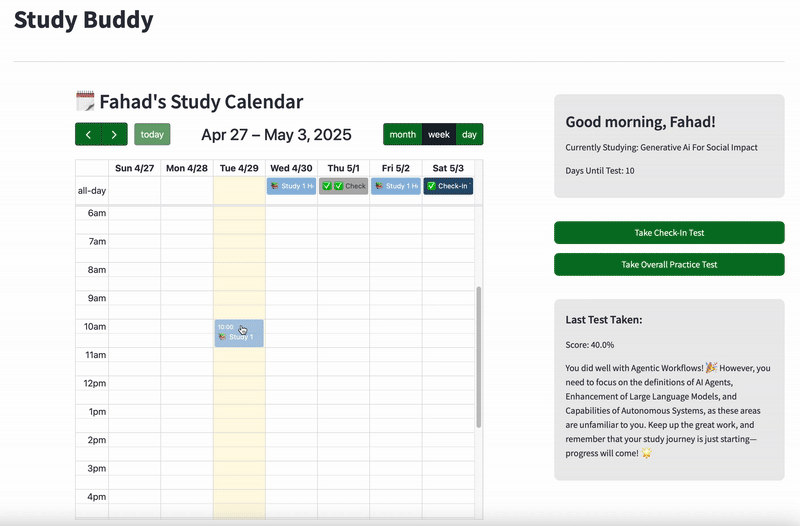 Study Buddy
🗓️ Fahad's Study Calendar
today
Apr 27 – May 3, 2025
month week day
Sun 4/27 Mon 4/28 Tue 4/29 Wed 4/30 Thu 5/1 Fri 5/2 Sat 5/3
all-day
📚 Study 1 H
✅ ✅ Check
📚 Study 1 H
✅ Check-In
6am
7am
8am
9am
10am
10:00
📚 Study 1
11am
12pm
1pm
2pm
3pm
4pm
Good morning, Fahad!
Currently Studying: Generative Ai For Social Impact
Days Until Test: 10
Take Check-In Test
Take Overall Practice Test
Last Test Taken:
Score: 40.0%
You did well with Agentic Workflows! 🎉 However, you
need to focus on the definitions of AI Agents,
Enhancement of Large Language Models, and
Capabilities of Autonomous Systems, as these areas
are unfamiliar to you. Keep up the great work, and
remember that your study journey is just starting—
progress will come! 🌟